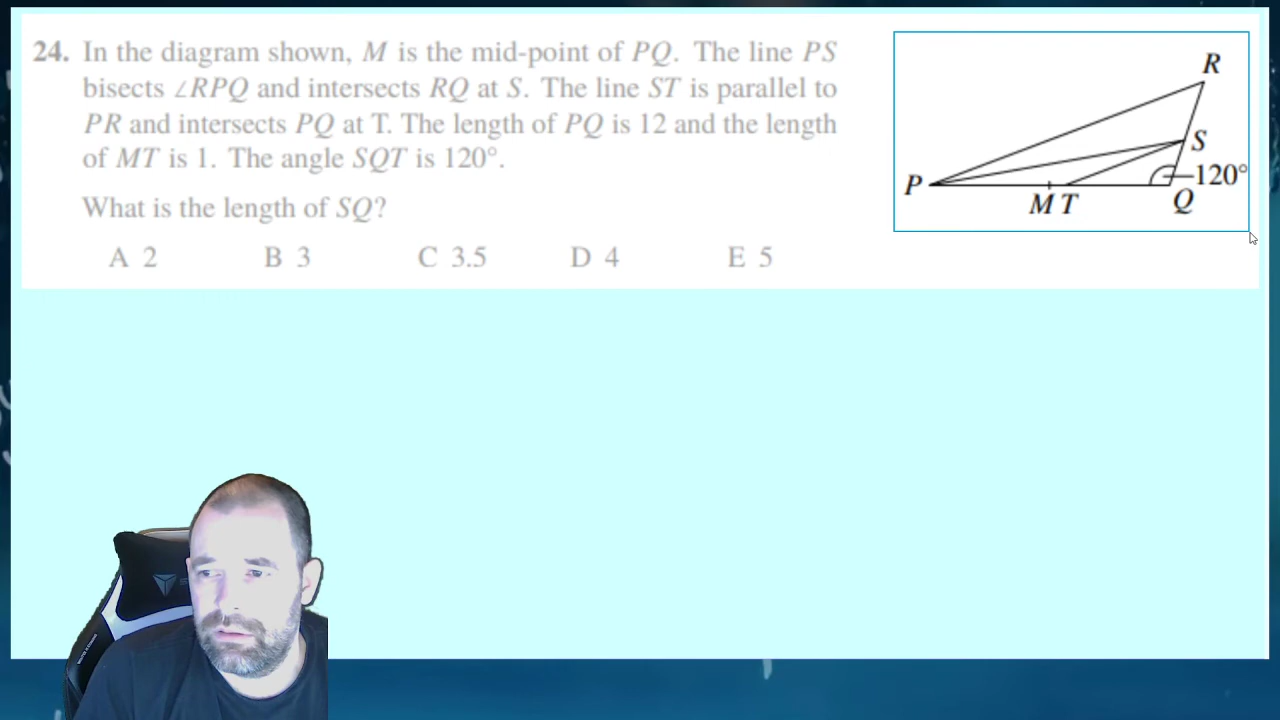 24. In the diagram shown, M is the mid-point of PQ. The line PS
bisects ∠RPQ and intersects RQ at S. The line ST is parallel to
PR and intersects PQ at T. The length of PQ is 12 and the length
of MT is 1. The angle SQT is 120°.
What is the length of SQ?
A 2 B 3 C 3.5 D 4 E 5
R
S
120°
P
M T
Q